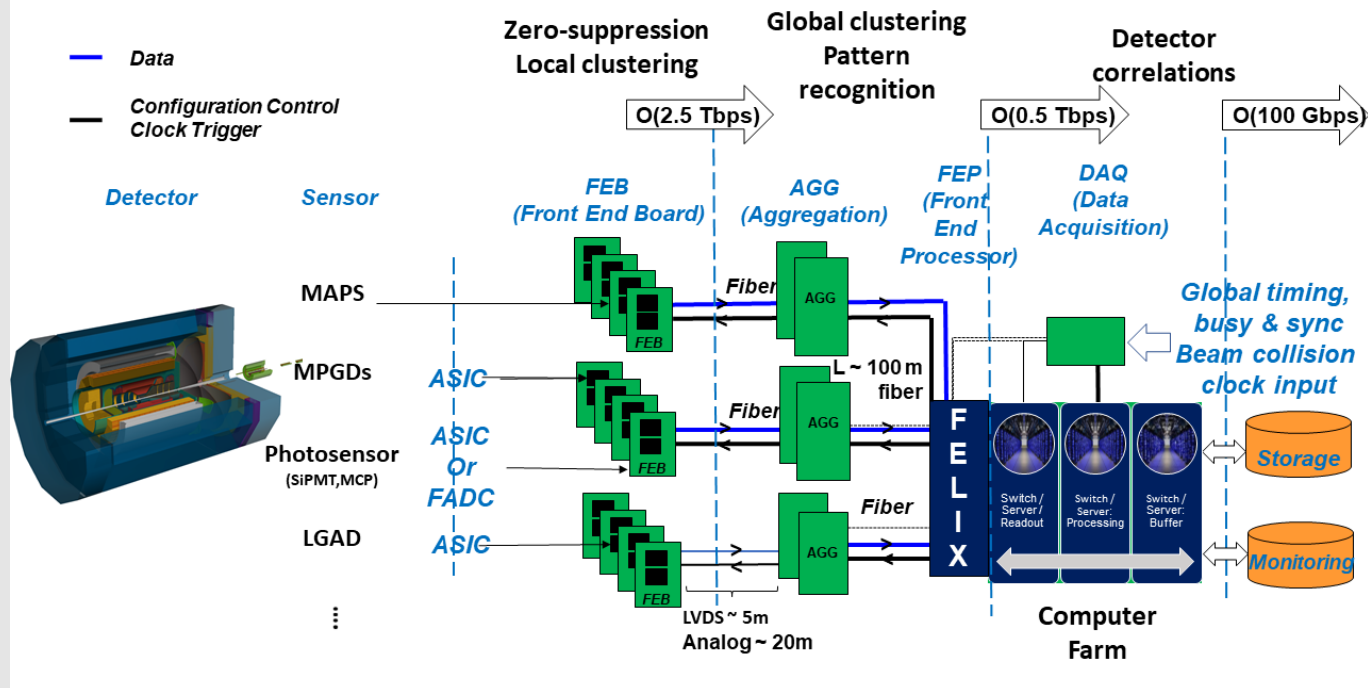 Zero-suppression
Local clustering
Global clustering
Pattern
recognition
Detector
correlations
Data
Configuration Control
Clock Trigger
O(2.5 Tbps)
O(0.5 Tbps)
O(100 Gbps)
Detector
Sensor
FEB
(Front End Board)
AGG
(Aggregation)
FEP
(Front
End
Processor)
DAQ
(Data
Acquisition)
MAPS
MPGDs
Photosensor
(SiPMT,MCP)
LGAD
ASIC
ASIC
Or
FADC
ASIC
FEB
FEB
FEB
Fiber
Fiber
Fiber
AGG
AGG
AGG
L ~ 100 m
fiber
LVDS ~ 5m
Analog ~ 20m
F
E
L
I
X
Global timing,
busy & sync
Beam collision
clock input
Switch /
Server /
Readout
Switch /
Server:
Processing
Switch /
Server:
Buffer
Storage
Monitoring
Computer
Farm